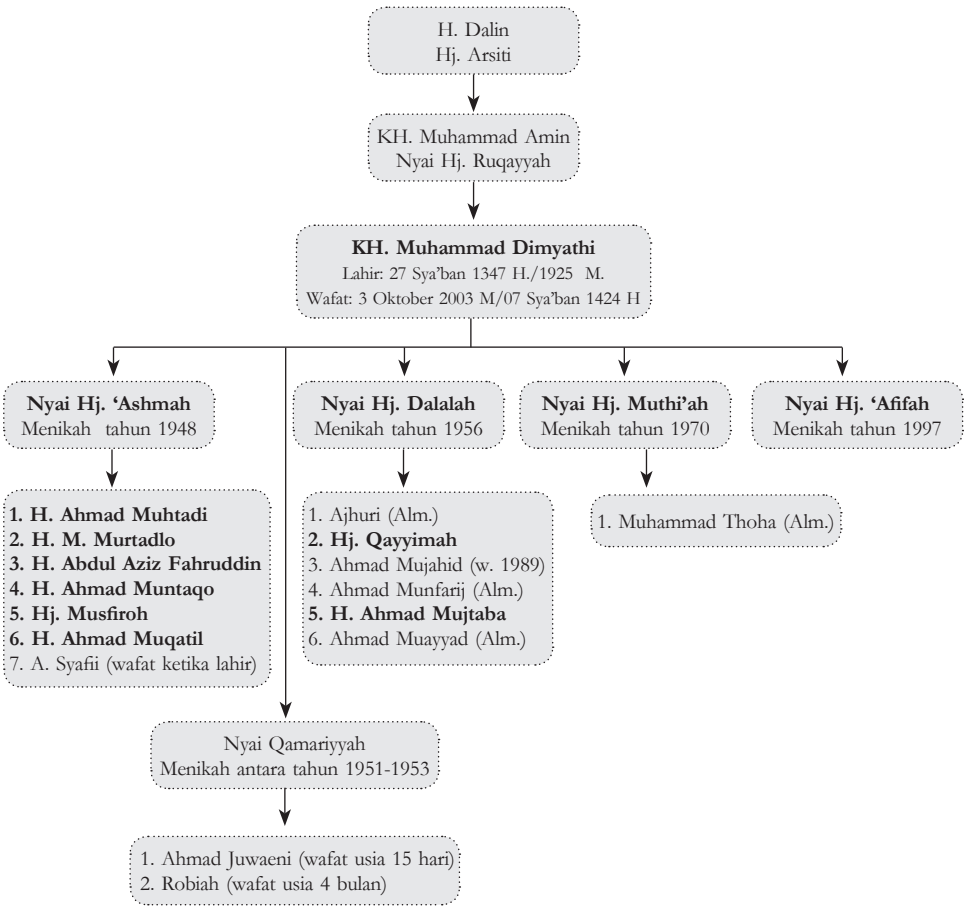 H. Dalin
Hj. Arsiti
KH. Muhammad Amin
Nyai Hj. Ruqayyah
KH. Muhammad Dimyathi
Lahir: 27 Sya'ban 1347 H./1925 M.
Wafat: 3 Oktober 2003 M/07 Sya'ban 1424 H
Nyai Hj. ‘Ashmah
Menikah tahun 1948
1. H. Ahmad Muhtadi
2. H. M. Murtadlo
3. H. Abdul Aziz Fahruddin
4. H. Ahmad Muntaqo
5. Hj. Musfiroh
6. H. Ahmad Muqatil
7. A. Syafii (wafat ketika lahir)
Nyai Hj. Dalalah
Menikah tahun 1956
1. Ajhuri (Alm.)
2. Hj. Qayyimah
3. Ahmad Mujahid (w. 1989)
4. Ahmad Munfarij (Alm.)
5. H. Ahmad Mujtaba
6. Ahmad Muayyad (Alm.)
Nyai Hj. Muthi’ah
Menikah tahun 1970
1. Muhammad Thoha (Alm.)
Nyai Hj. ‘Afifah
Menikah tahun 1997
Nyai Qamariyyah
Menikah antara tahun 1951-1953
1. Ahmad Juwaeni (wafat usia 15 hari)
2. Robiah (wafat usia 4 bulan)